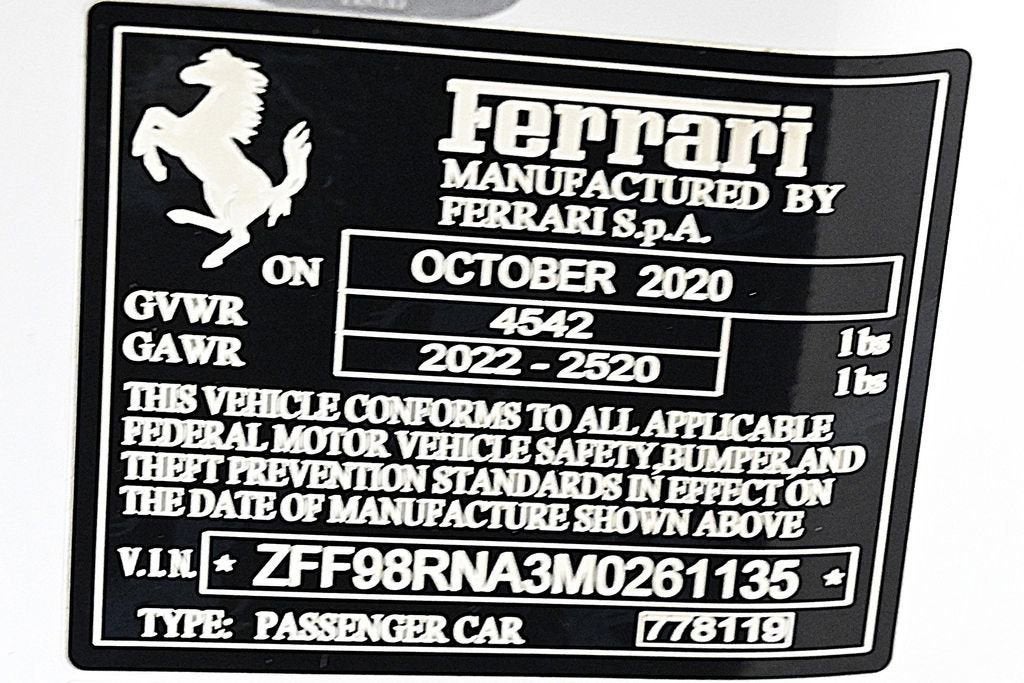 Ferrari
MANUFACTURED BY
FERRARI S.p.A.
ON OCTOBER 2020
GVWR 4542 lbs
GAWR 2022 - 2520 lbs
THIS VEHICLE CONFORMS TO ALL APPLICABLE
FEDERAL MOTOR VEHICLE SAFETY, BUMPER, AND
THEFT PREVENTION STANDARDS IN EFFECT ON
THE DATE OF MANUFACTURE SHOWN ABOVE
V.I.N. * ZFF98RNA3M0261135 *
TYPE: PASSENGER CAR 778119